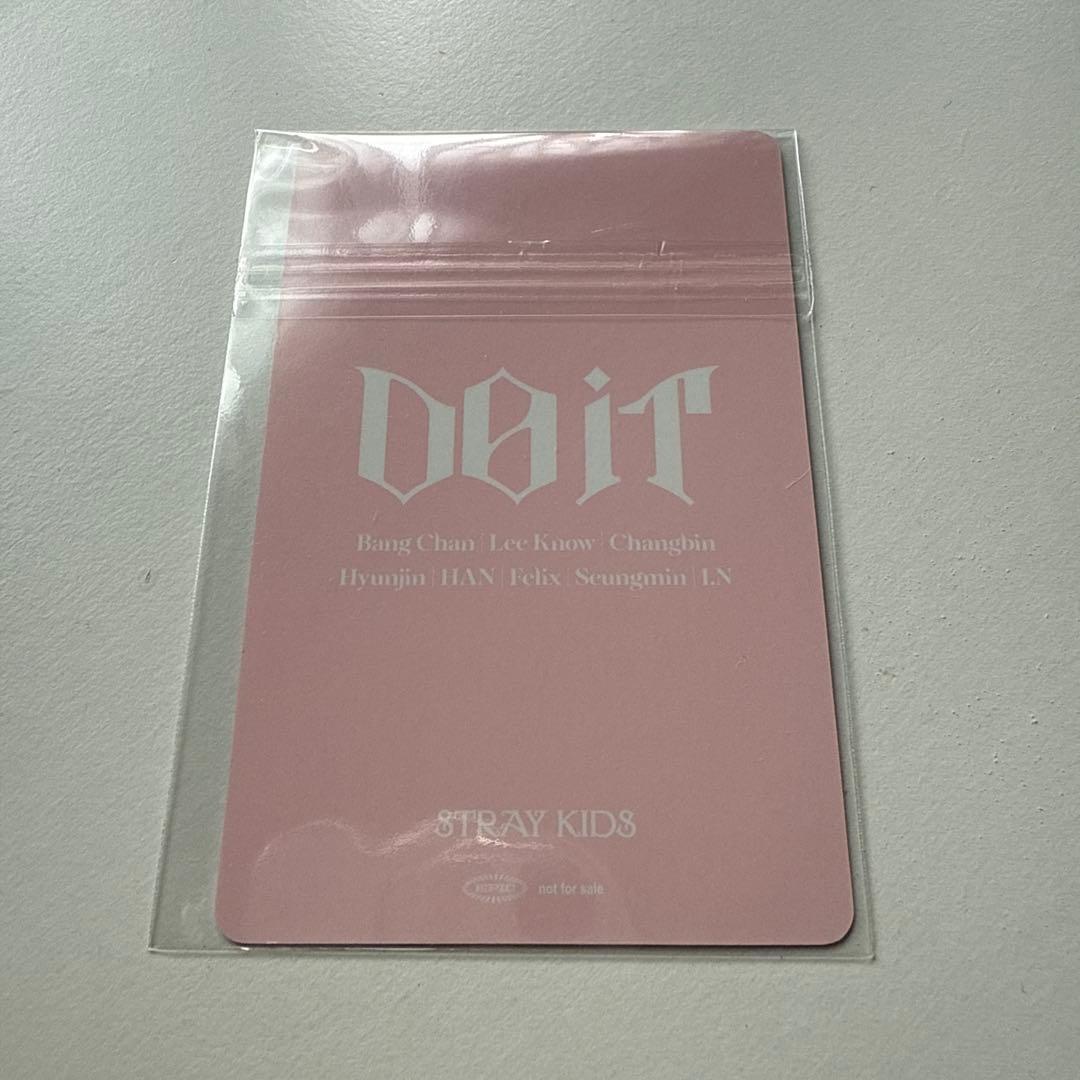 DO iT
Bang Chan | Lee Know | Changbin
Hyunjin | HAN | Felix | Seungmin | I.N
STRAY KIDS
not for sale